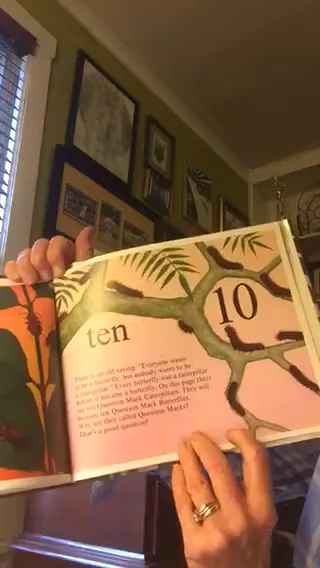 ten
10
There is an old saying, "Everyone wants
to be a butterfly, but nobody wants to be
a caterpillar." Every butterfly was a caterpillar
before it became a butterfly. On this page there
are ten Question Mark Caterpillars. They will
become ten Question Mark Butterflies.
Why are they called Question Marks?
That's a good question!